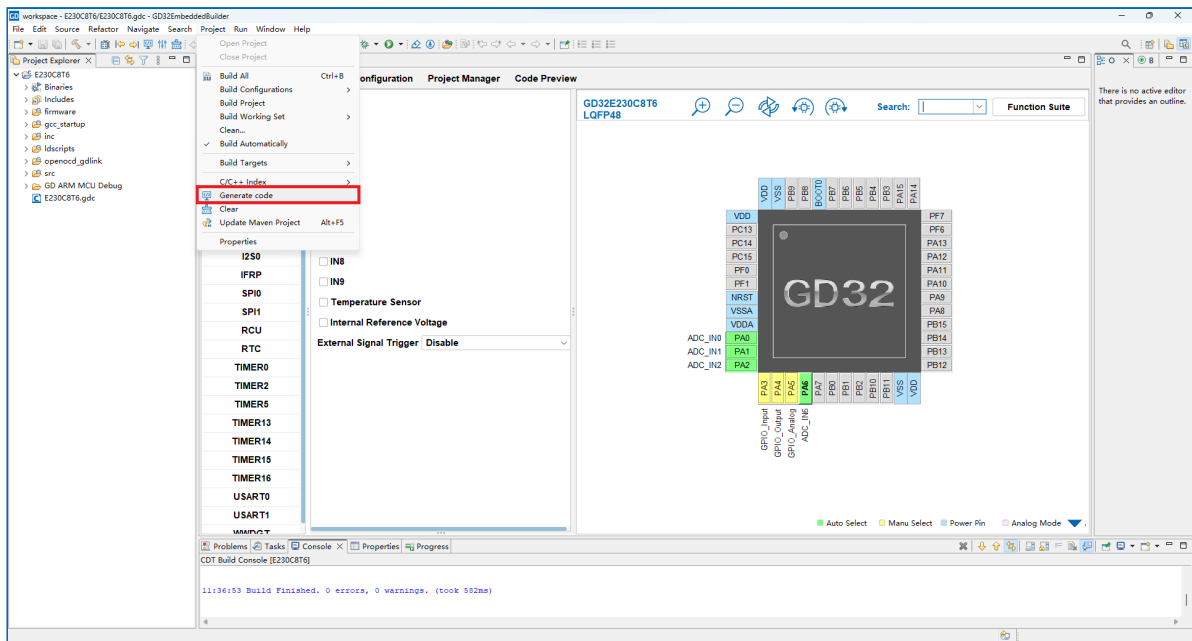 workspace - E230C8T6/E230C8T6.gdc - GD32EmbeddedBuilder
File Edit Source Refactor Navigate Search Project Run Window Help
Project Explorer
E230C8T6
Binaries
Includes
firmware
gcc_startup
inc
ldscripts
openocd_gdlink
src
GD ARM MCU Debug
E230C8T6.gdc
Open Project
Close Project
Build All Ctrl+B
Build Configurations
Build Project
Build Working Set
Clean...
Build Automatically
Build Targets
C/C++ Index
Generate code
Clear
Update Maven Project Alt+F5
Properties
onfiguration Project Manager Code Preview
I2S0
IFRP
SPI0
SPI1
RCU
RTC
TIMER0
TIMER2
TIMER5
TIMER13
TIMER14
TIMER15
TIMER16
USART0
USART1
WWDGT
IN8
IN9
Temperature Sensor
Internal Reference Voltage
External Signal Trigger Disable
GD32E230C8T6
LQFP48
Search:
Function Suite
VDD VSS PB9 PB8 BOOT0 PB7 PB6 PB5 PB4 PB3 PA15 PA14
VDD
PC13
PC14
PC15
PF0
PF1
NRST
VSSA
VDDA
ADC_IN0 PA0
ADC_IN1 PA1
ADC_IN2 PA2
GD32
PF7
PF6
PA13
PA12
PA11
PA10
PA9
PA8
PB15
PB14
PB13
PB12
PA3 PA4 PA5 PA6 PA7 PB0 PB1 PB2 PB10 PB11 VSS VDD
GPIO_Input
GPIO_Output
GPIO_Analog
ADC_IN6
Auto Select Manu Select Power Pin Analog Mode
O B
There is no active editor
that provides an outline.
Problems Tasks Console Properties Progress
CDT Build Console [E230C8T6]
11:36:53 Build Finished. 0 errors, 0 warnings. (took 582ms)